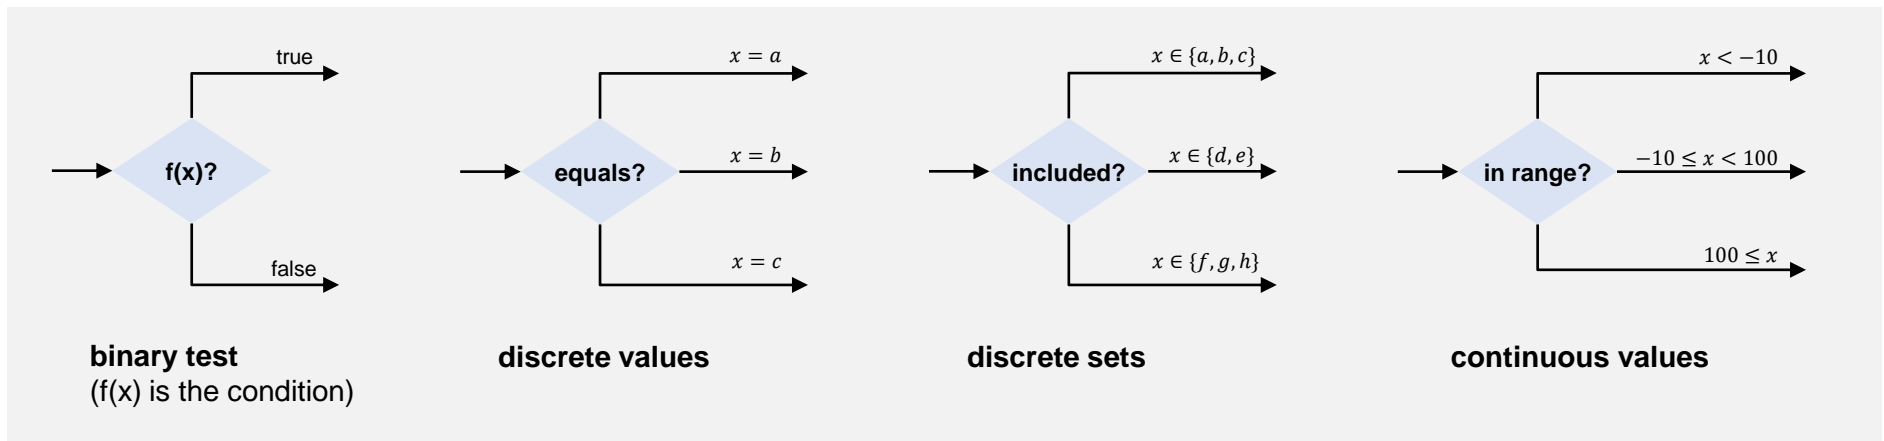 true
f(x)?
false
binary test
(f(x) is the condition)
x = a
equals?
x = b
x = c
discrete values
x ∈ {a, b, c}
included?
x ∈ {d, e}
x ∈ {f, g, h}
discrete sets
x < −10
in range?
−10 ≤ x < 100
100 ≤ x
continuous values